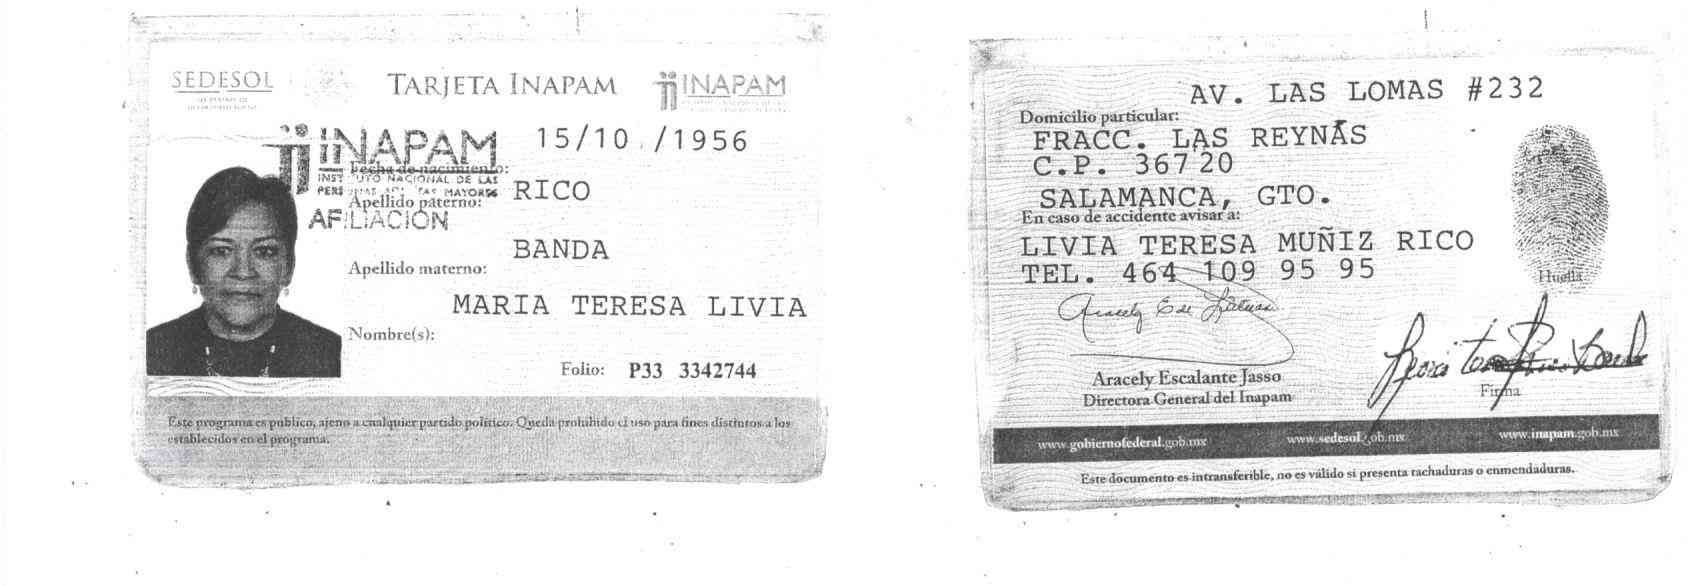 SEDESOL
TARJETA INAPAM
INAPAM
INAPAM
15/10 /1956
Fecha de nacimiento:
INSTITUTO NACIONAL DE LAS
PERSONAS ADULTAS MAYORES
RICO
Apellido paterno:
AFILIACIÓN
BANDA
Apellido materno:
MARIA TERESA LIVIA
Nombre(s):
Folio: P33 3342744
Este programa es público, ajeno a cualquier partido político. Queda prohibido el uso para fines distintos a los
establecidos en el programa.
AV. LAS LOMAS #232
Domicilio particular:
FRACC. LAS REYNAS
C.P. 36720
SALAMANCA, GTO.
En caso de accidente avisar a:
LIVIA TERESA MUÑIZ RICO
TEL. 464 109 95 95
Huella
Aracely Escalante Jasso
Directora General del Inapam
Firma
www.gobiernofederal.gob.mx www.sedesol.gob.mx www.inapam.gob.mx
Este documento es intransferible, no es válido si presenta tachaduras o enmendaduras.